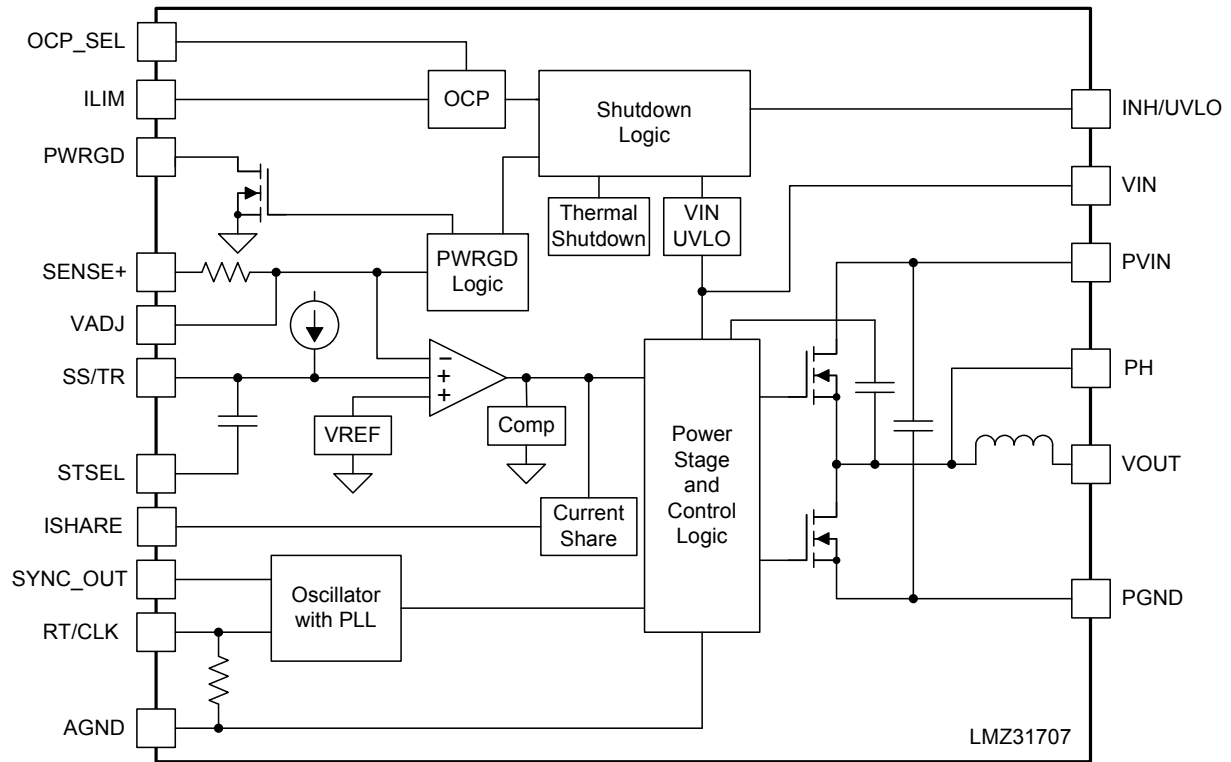 OCP_SEL
ILIM
PWRGD
SENSE+
VADJ
SS/TR
STSEL
ISHARE
SYNC_OUT
RT/CLK
AGND
OCP
Shutdown
Logic
Thermal
Shutdown
VIN
UVLO
PWRGD
Logic
−
+
+
VREF
Comp
Current
Share
Oscillator
with PLL
Power
Stage
and
Control
Logic
INH/UVLO
VIN
PVIN
PH
VOUT
PGND
LMZ31707